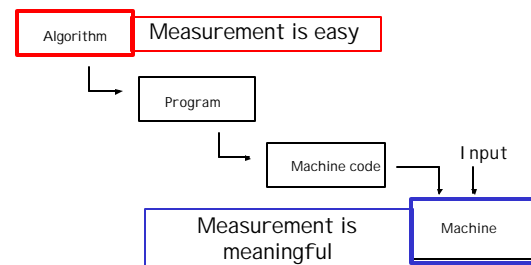 Algorithm
Measurement is easy
Program
Machine code
Input
Measurement is
meaningful
Machine